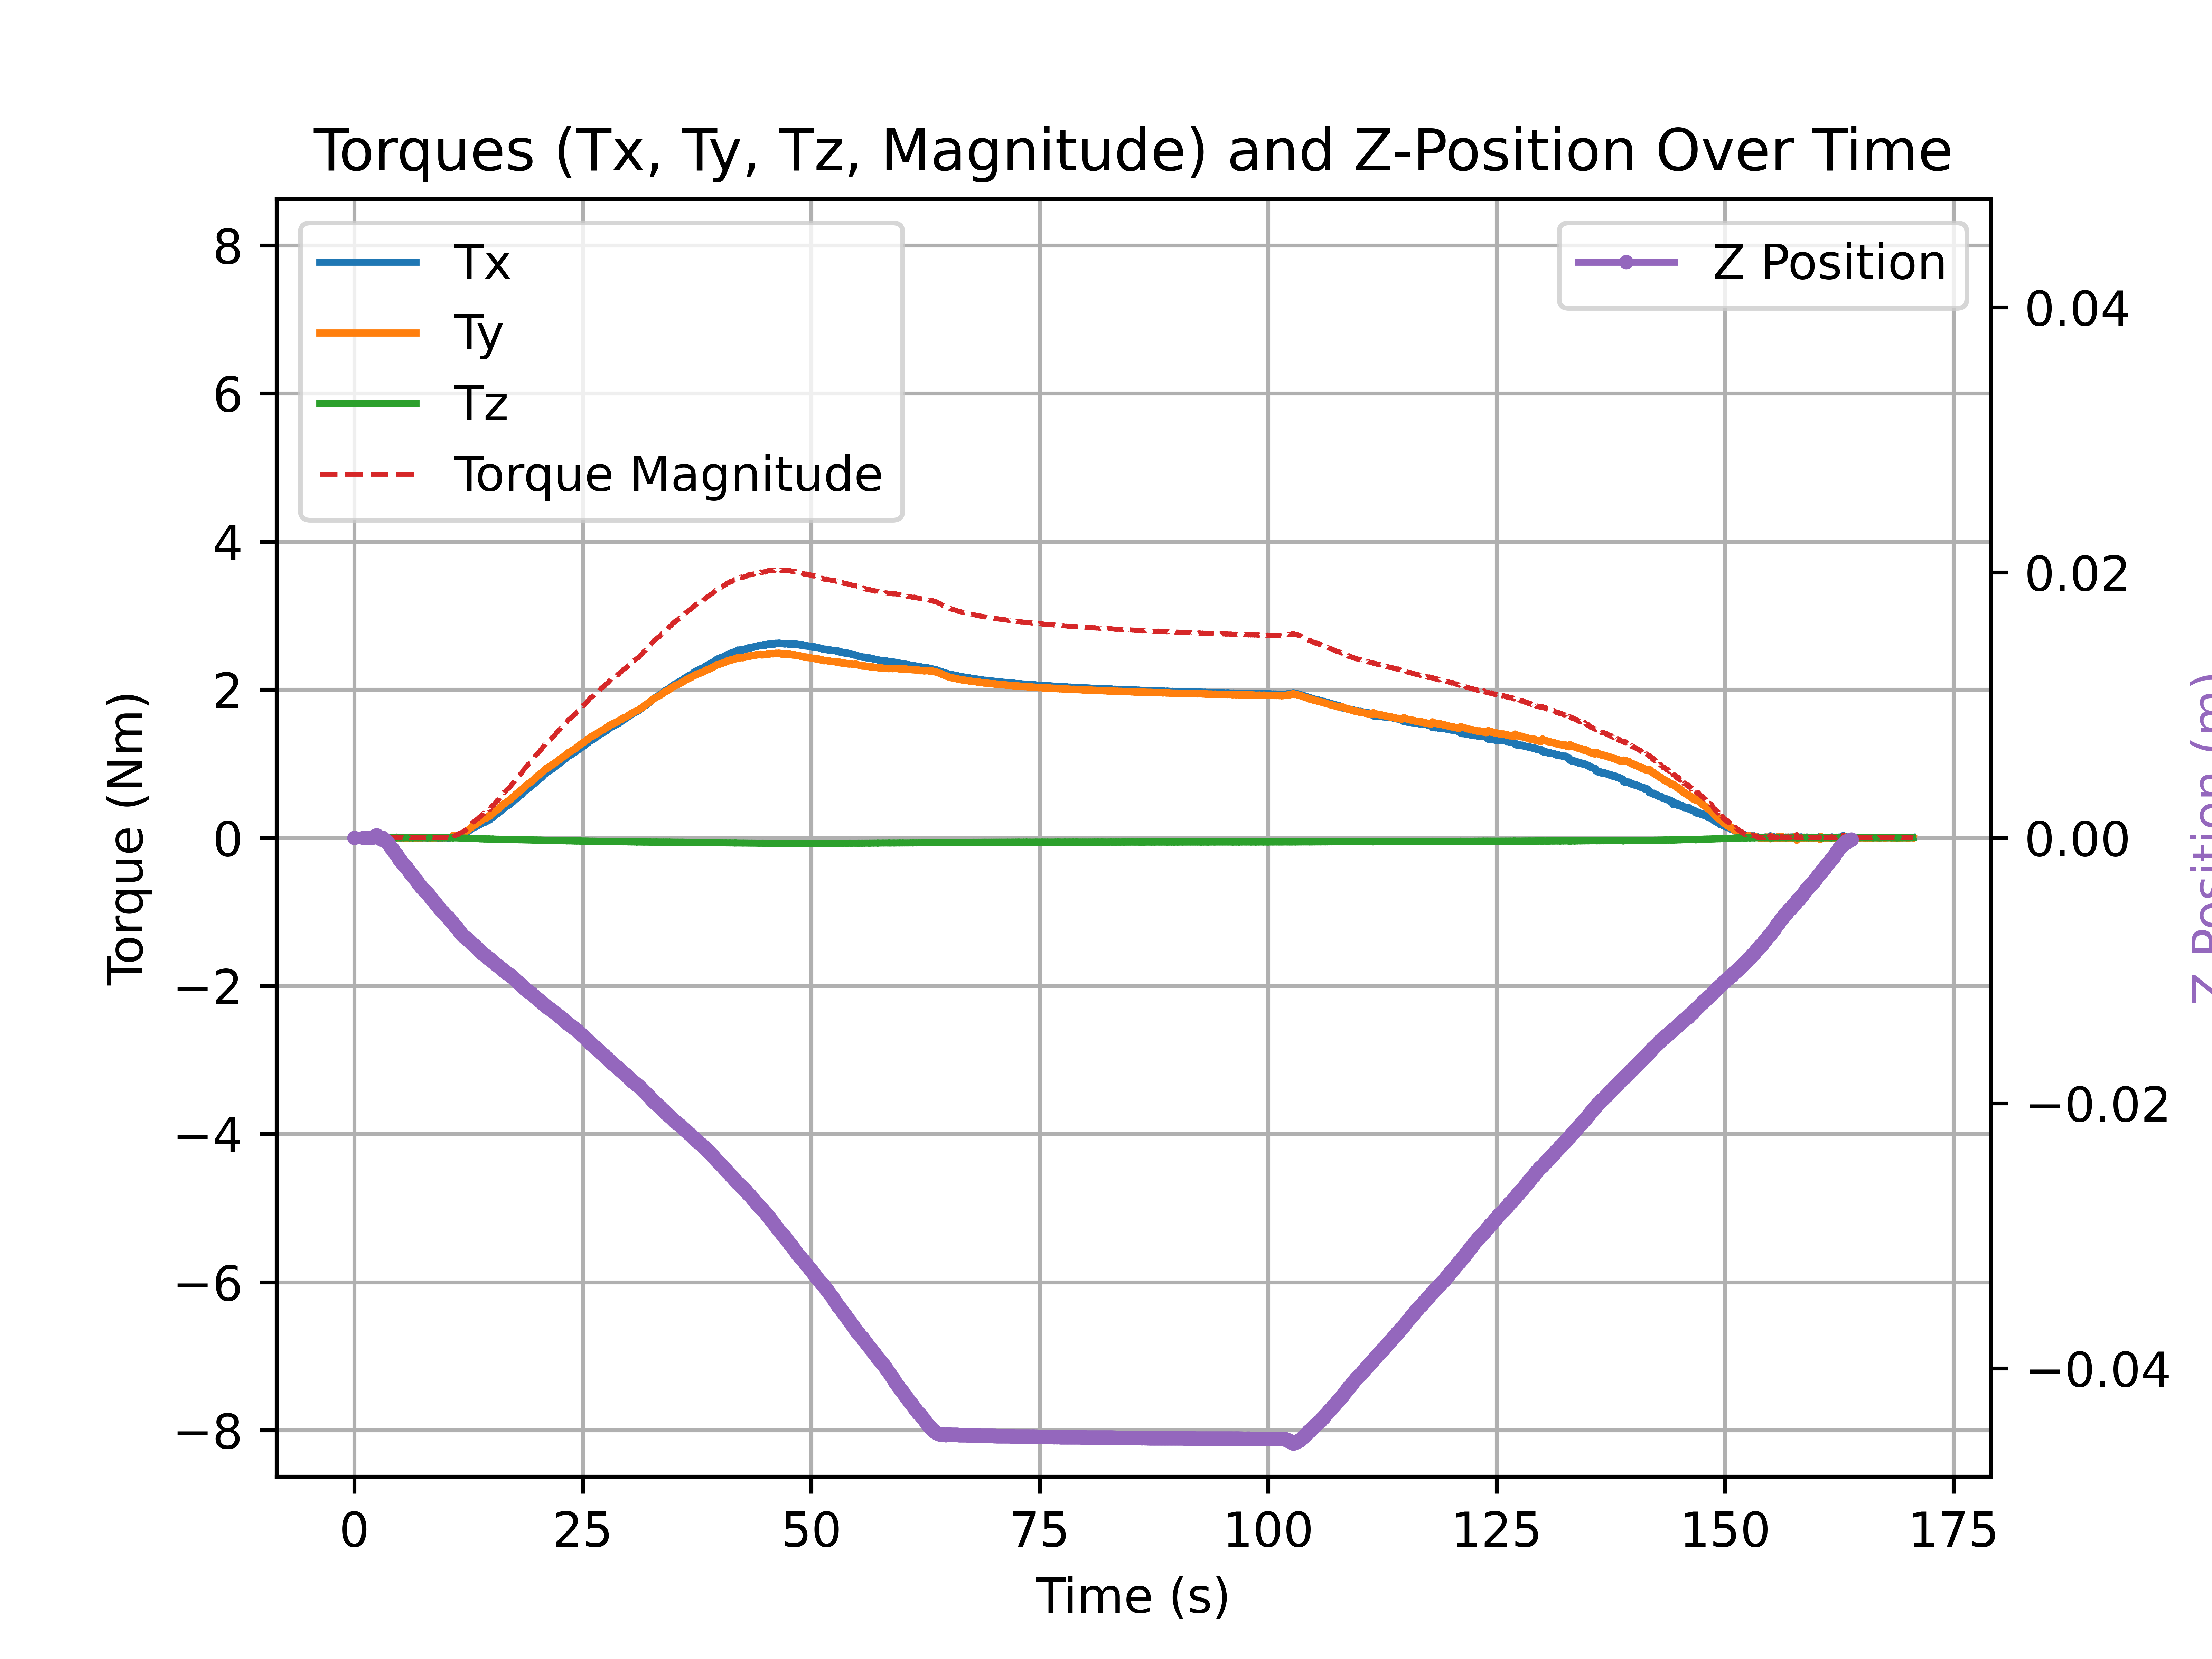 Torques (Tx, Ty, Tz, Magnitude) and Z-Position Over Time
Tx
Ty
Tz
Torque Magnitude
Z Position
8
6
4
2
0
−2
−4
−6
−8
Torque (Nm)
0.04
0.02
0.00
−0.02
−0.04
Z Position (m)
0 25 50 75 100 125 150 175
Time (s)